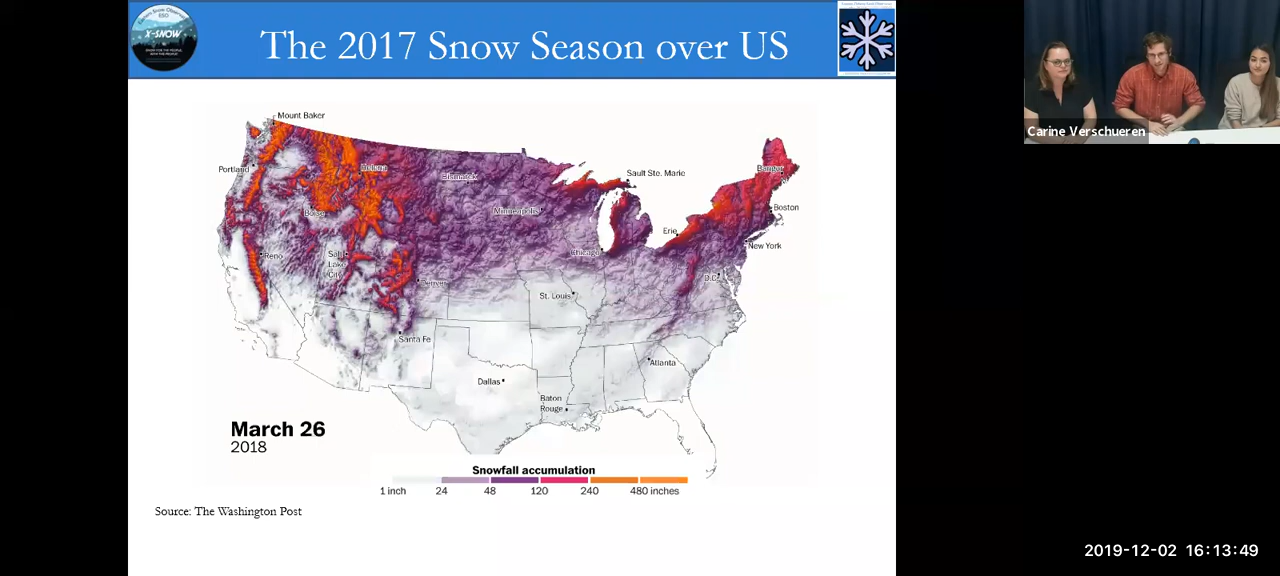 X-SNOW
The 2017 Snow Season over US
Carine Verschueren
Mount Baker
Portland
Helena
Bismarck
Sault Ste. Marie
Bangor
Boise
Minneapolis
Boston
Erie
New York
Reno
Salt
Lake
City
Chicago
Denver
D.C.
St. Louis
Santa Fe
Atlanta
Dallas
Baton
Rouge
March 26
2018
Snowfall accumulation
1 inch 24 48 120 240 480 inches
Source: The Washington Post
2019-12-02 16:13:49